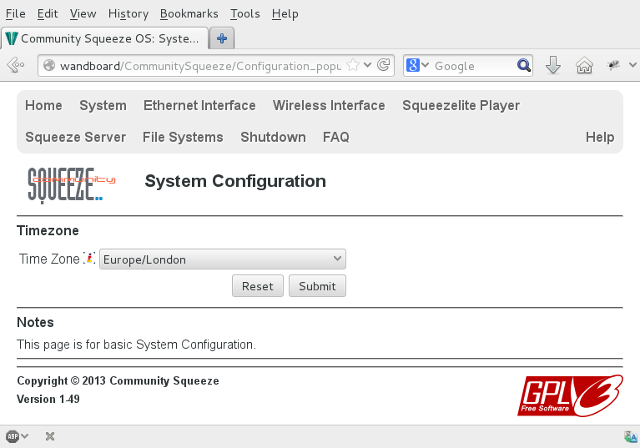 File Edit View History Bookmarks Tools Help
Community Squeeze OS: Syste...
wandboard/CommunitySqueeze/Configuration_popu
Google
Home System Ethernet Interface Wireless Interface Squeezelite Player
Squeeze Server File Systems Shutdown FAQ Help
SQUEEZE..
community
System Configuration
Timezone
Time Zone Europe/London
Reset Submit
Notes
This page is for basic System Configuration.
Copyright © 2013 Community Squeeze
Version 1-49
GPLv3
Free Software
ABP